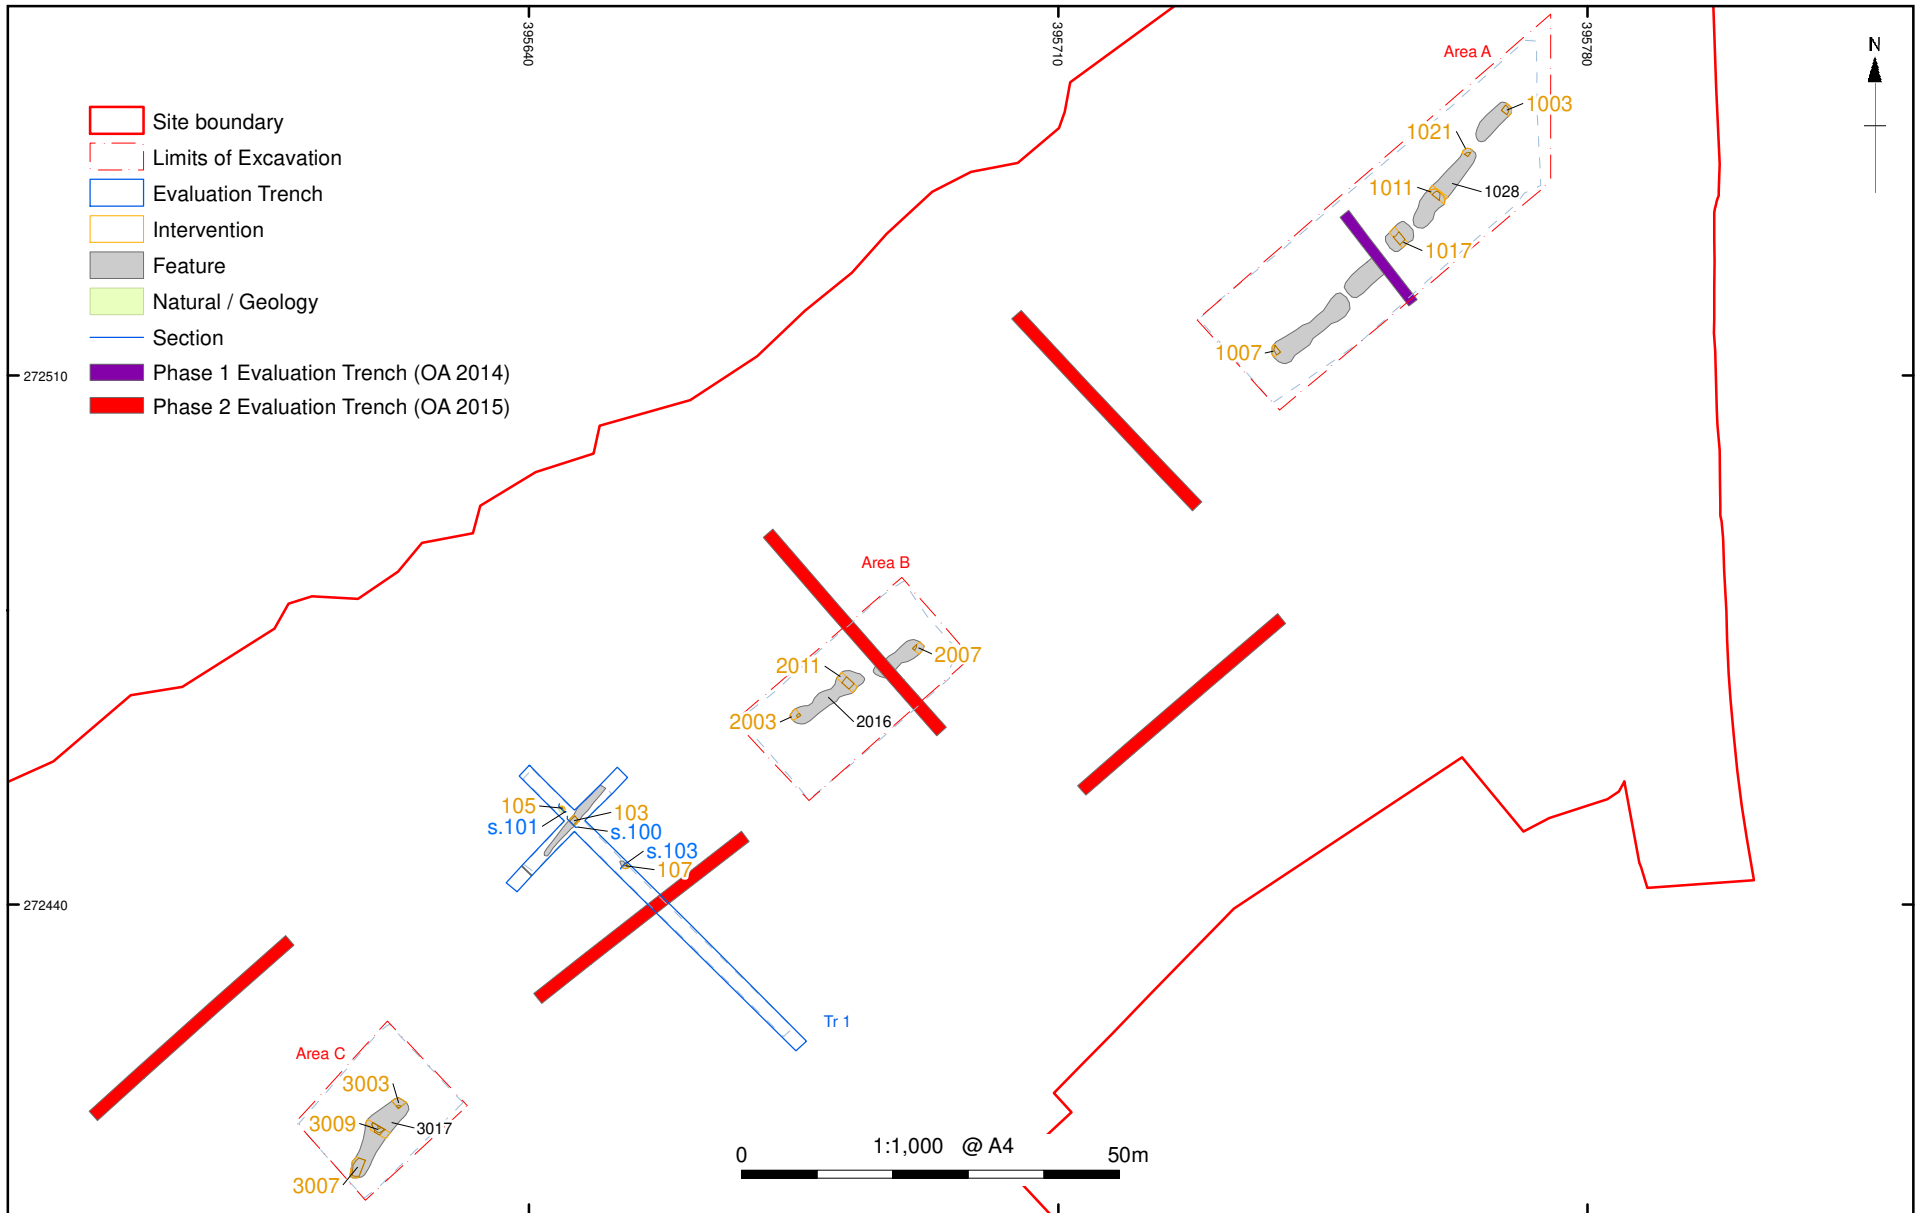 395640
395710
395780
N
Area A
1003
1021
1011
1028
1017
1007
Site boundary
Limits of Excavation
Evaluation Trench
Intervention
Feature
Natural / Geology
Section
Phase 1 Evaluation Trench (OA 2014)
Phase 2 Evaluation Trench (OA 2015)
272510
Area B
2011
2007
2003
2016
105
103
s.101
s.100
s.103
107
272440
Tr 1
Area C
3003
3009
3017
3007
1:1,000 @ A4
0
50m